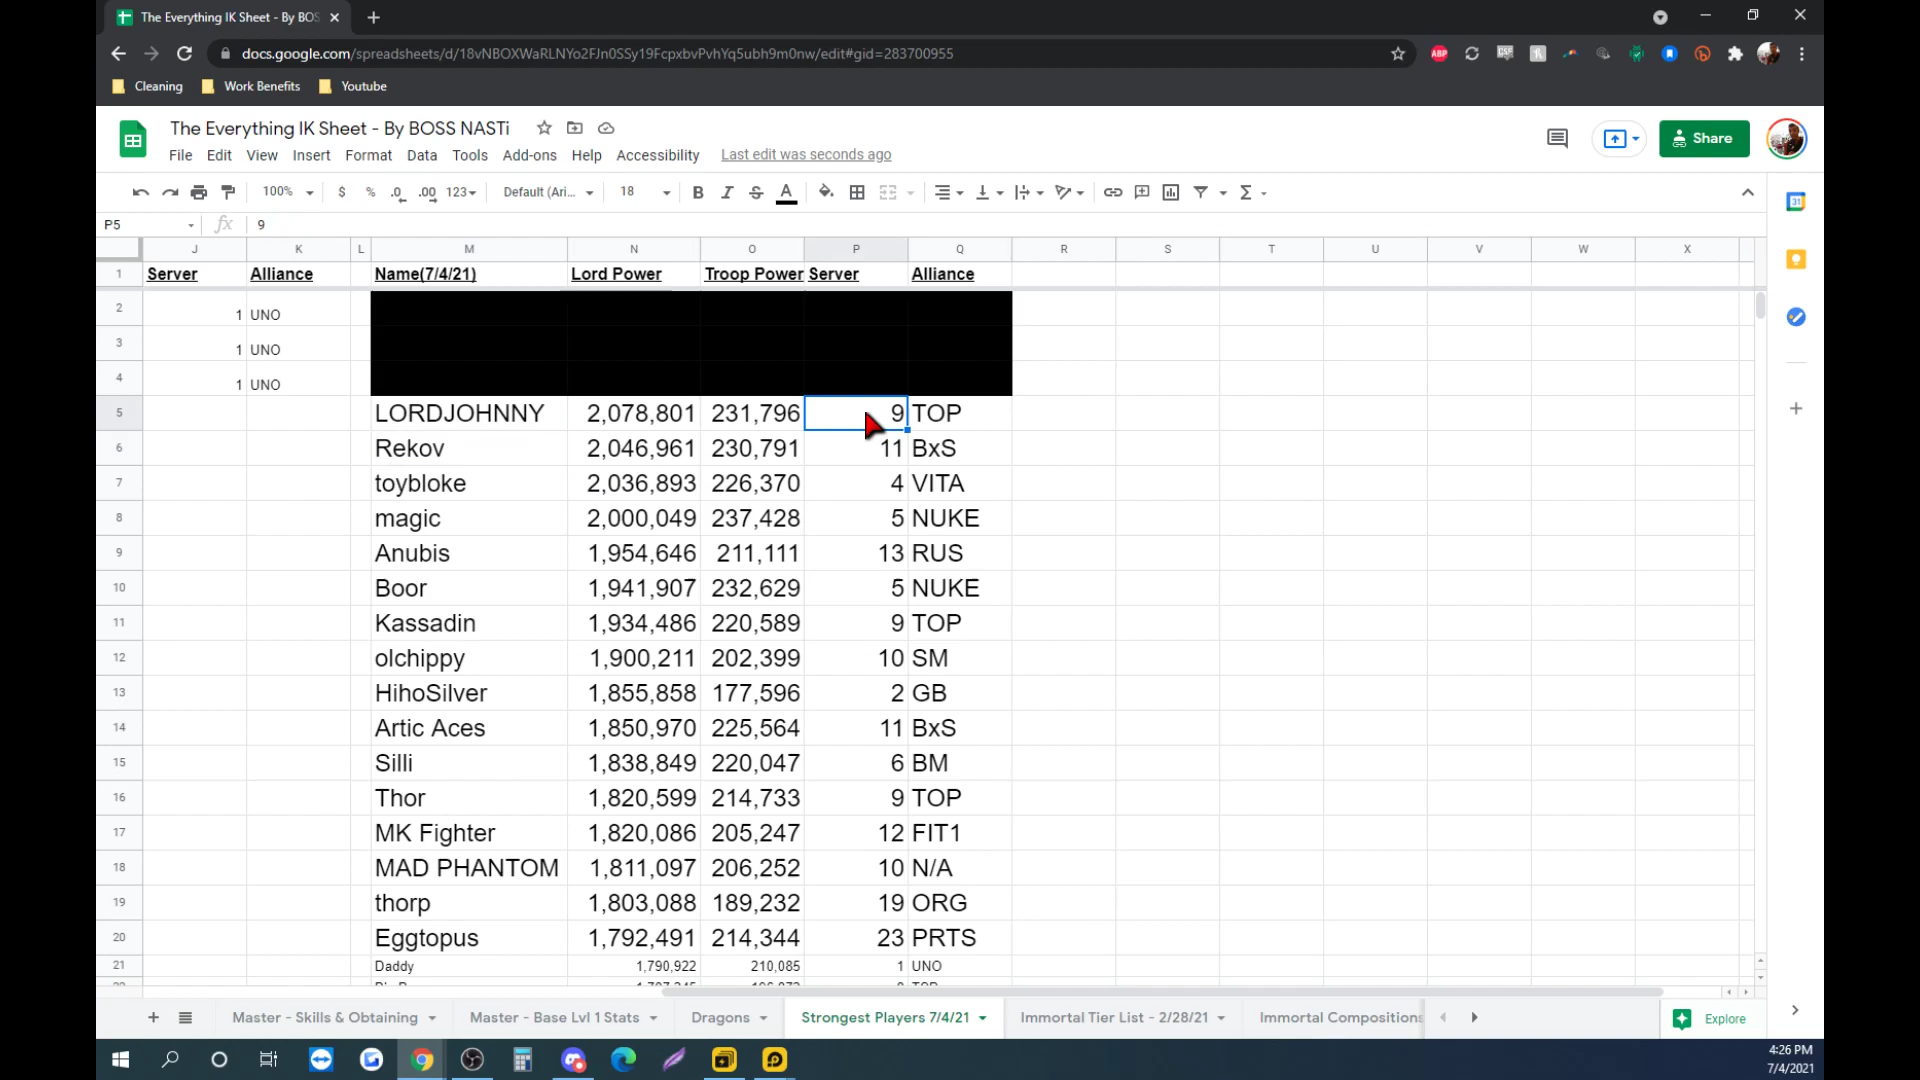 The Everything IK Sheet - By BOS
docs.google.com/spreadsheets/d/18vNBOXWaRLNYo2FJn0SSy19FcpxbvPvhYq5ubh9m0nw/edit#gid=283700955
Cleaning Work Benefits Youtube
The Everything IK Sheet - By BOSS NASTi
File Edit View Insert Format Data Tools Add-ons Help Accessibility Last edit was seconds ago
Share
100% $ % .0 .00 123 Default (Ari... 18 B I S A
P5 fx 9
J K L M N O P Q R S T U V W X
1 Server Alliance Name(7/4/21) Lord Power Troop Power Server Alliance
2 1 UNO
3 1 UNO
4 1 UNO
5 LORDJOHNNY 2,078,801 231,796 9 TOP
6 Rekov 2,046,961 230,791 11 BxS
7 toybloke 2,036,893 226,370 4 VITA
8 magic 2,000,049 237,428 5 NUKE
9 Anubis 1,954,646 211,111 13 RUS
10 Boor 1,941,907 232,629 5 NUKE
11 Kassadin 1,934,486 220,589 9 TOP
12 olchippy 1,900,211 202,399 10 SM
13 HihoSilver 1,855,858 177,596 2 GB
14 Artic Aces 1,850,970 225,564 11 BxS
15 Silli 1,838,849 220,047 6 BM
16 Thor 1,820,599 214,733 9 TOP
17 MK Fighter 1,820,086 205,247 12 FIT1
18 MAD PHANTOM 1,811,097 206,252 10 N/A
19 thorp 1,803,088 189,232 19 ORG
20 Eggtopus 1,792,491 214,344 23 PRTS
21 Daddy 1,790,922 210,085 1 UNO
Master - Skills & Obtaining Master - Base Lvl 1 Stats Dragons Strongest Players 7/4/21 Immortal Tier List - 2/28/21 Immortal Compositions Explore
4:26 PM
7/4/2021